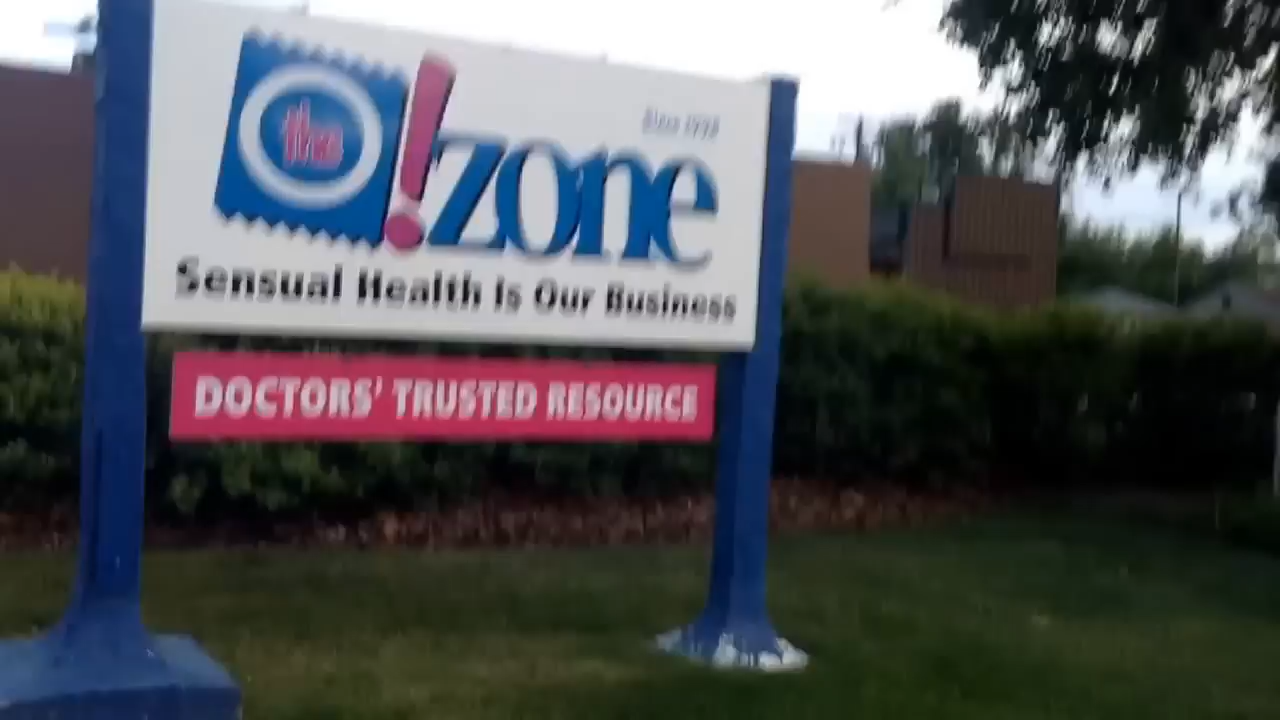 the
O!zone
Sensual Health Is Our Business
DOCTORS' TRUSTED RESOURCE